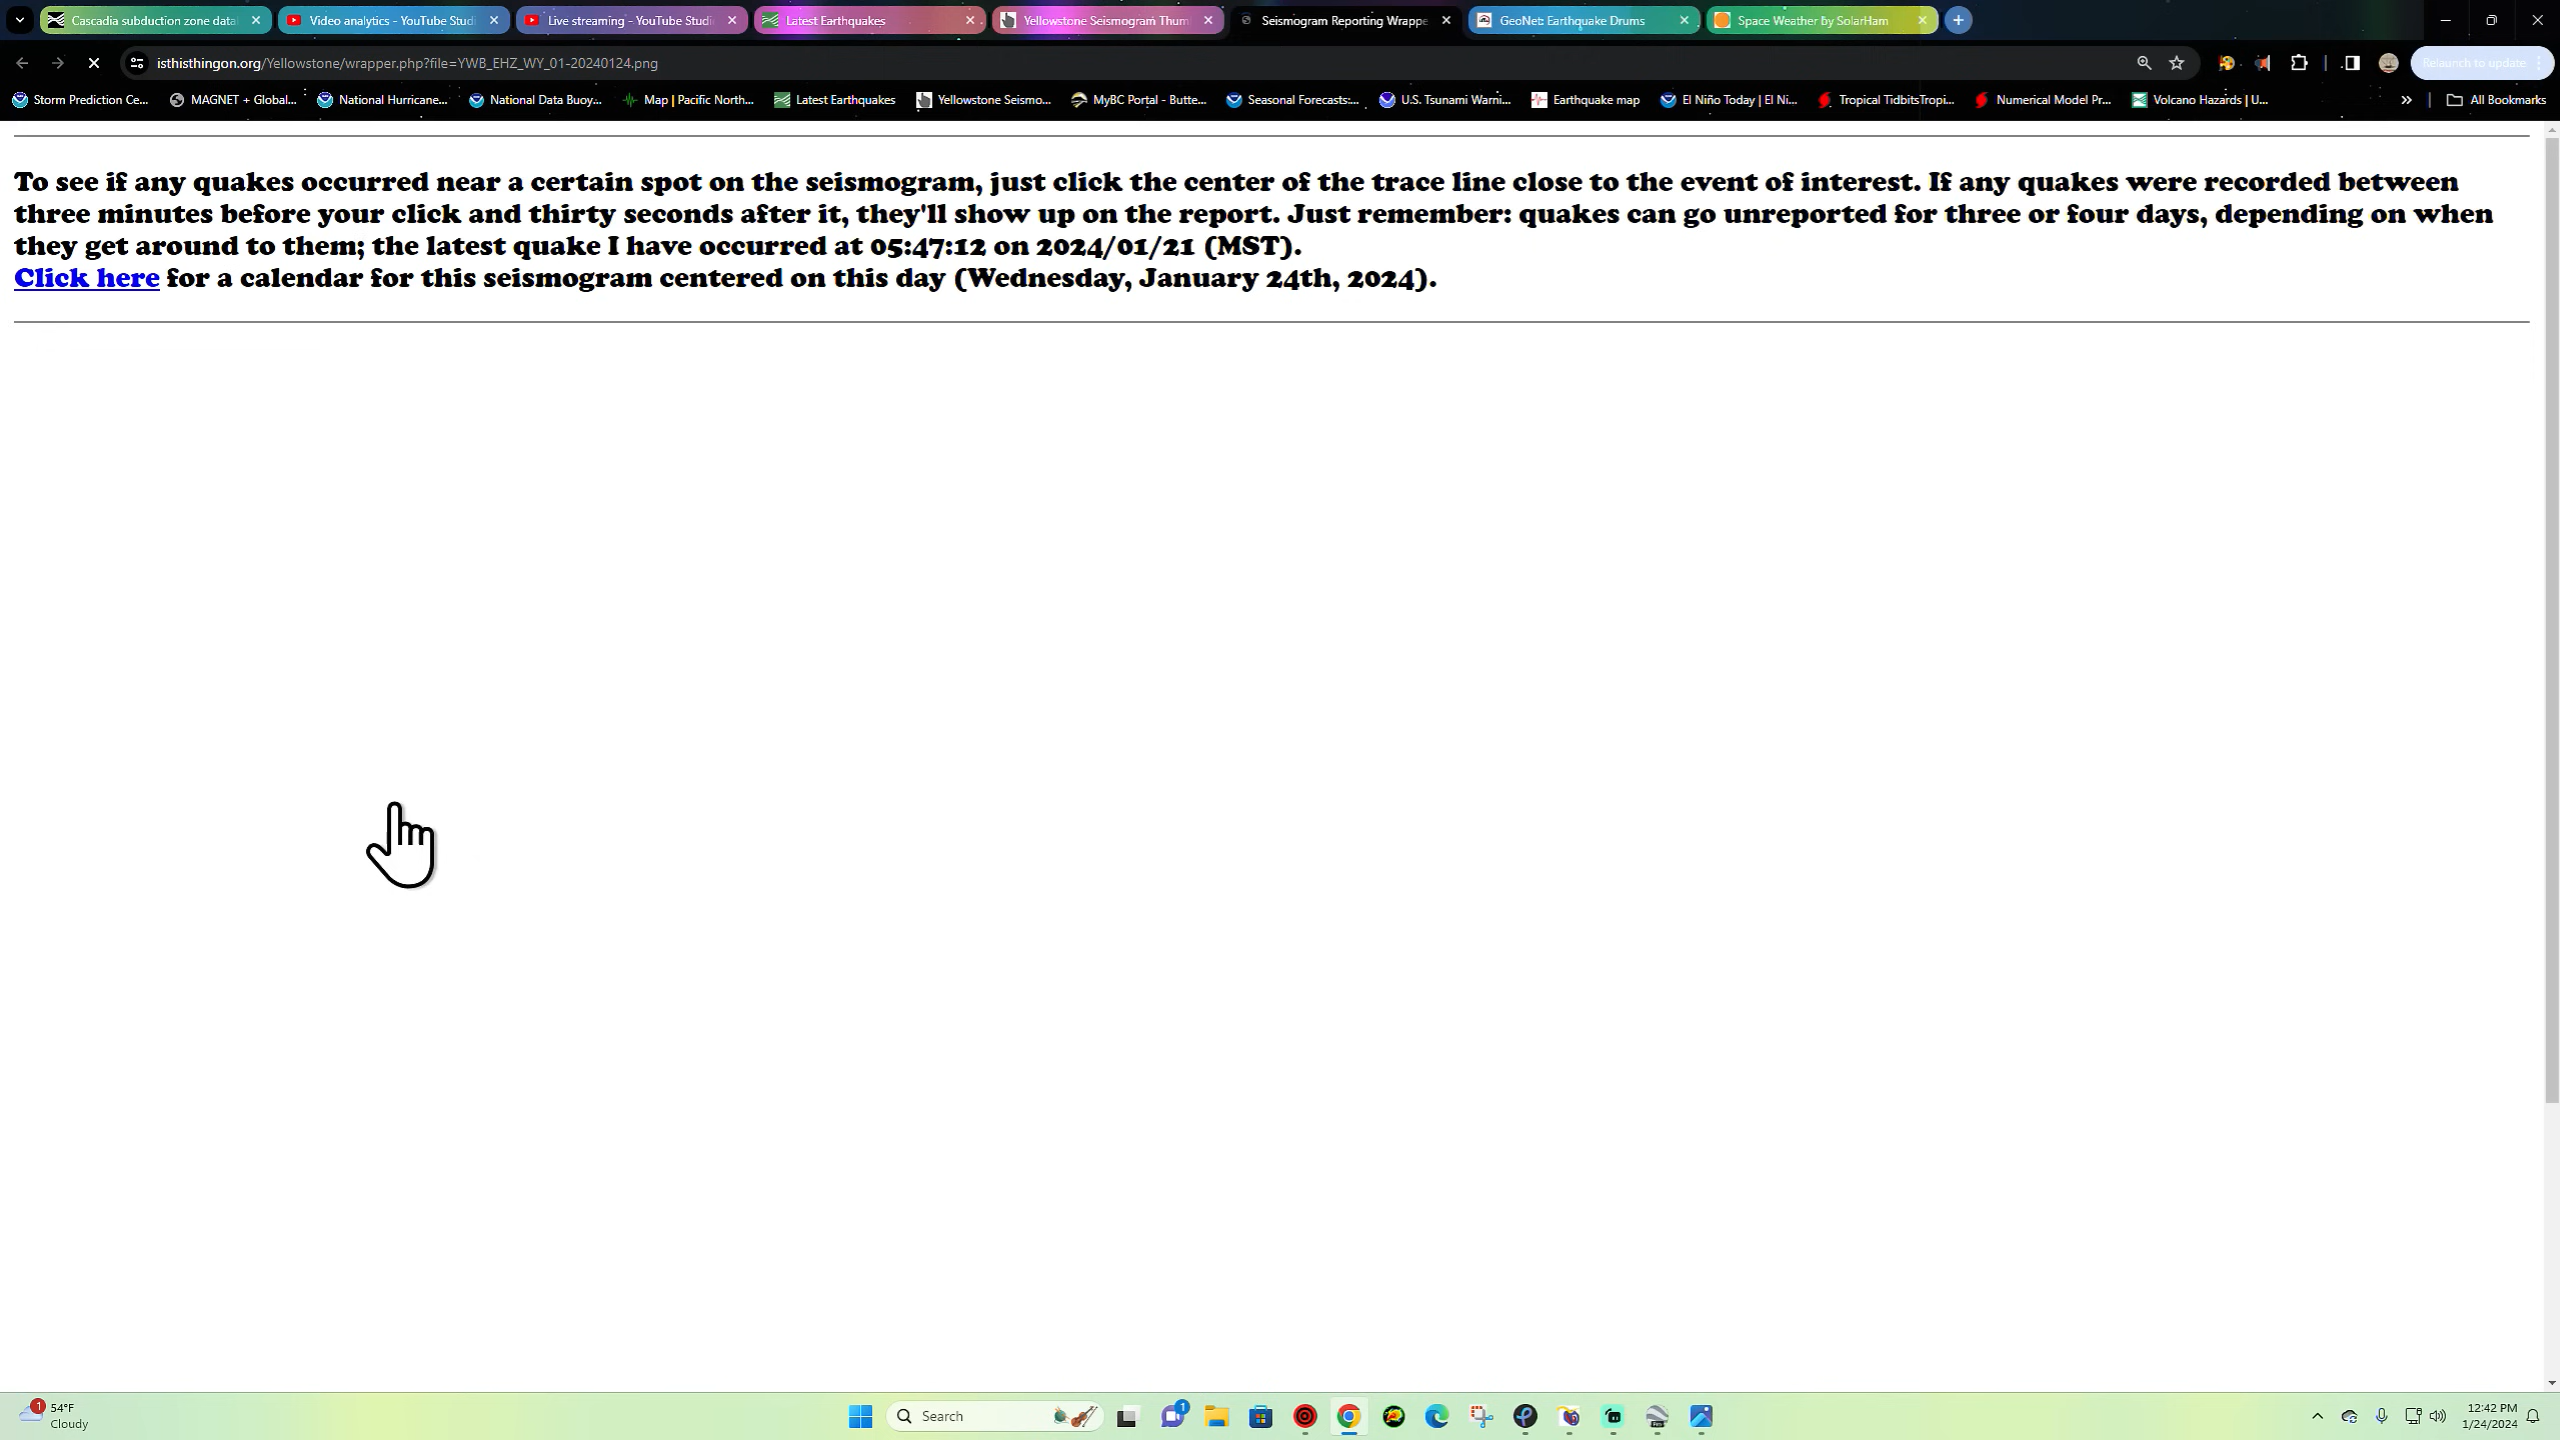 Cascadia subduction zone data
Video analytics - YouTube Studi
Live streaming - YouTube Studi
Latest Earthquakes
Yellowstone Seismogram Thum
Seismogram Reporting Wrappe
GeoNet: Earthquake Drums
Space Weather by SolarHam
isthisthingon.org/Yellowstone/wrapper.php?file=YWB_EHZ_WY_01-20240124.png
Relaunch to update
Storm Prediction Ce...
MAGNET + Global...
National Hurricane...
National Data Buoy...
Map | Pacific North...
Latest Earthquakes
Yellowstone Seismo...
MyBC Portal - Butte...
Seasonal Forecasts:...
U.S. Tsunami Warni...
Earthquake map
El Niño Today | El Ni...
Tropical TidbitsTropi...
Numerical Model Pr...
Volcano Hazards | U...
All Bookmarks
To see if any quakes occurred near a certain spot on the seismogram, just click the center of the trace line close to the event of interest. If any quakes were recorded between
three minutes before your click and thirty seconds after it, they'll show up on the report. Just remember: quakes can go unreported for three or four days, depending on when
they get around to them; the latest quake I have occurred at 05:47:12 on 2024/01/21 (MST).
Click here for a calendar for this seismogram centered on this day (Wednesday, January 24th, 2024).
1
54°F
Cloudy
Search
1
12:42 PM
1/24/2024